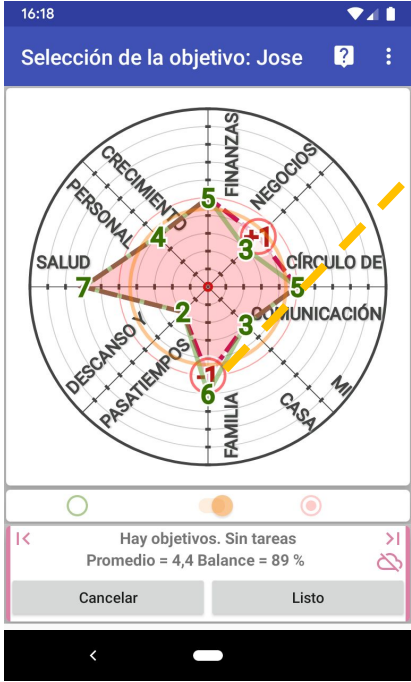 16:18
Selección de la objetivo: Jose
?
FINANZAS
NEGOCIOS
CÍRCULO DE
COMUNICACIÓN
MI
CASA
FAMILIA
PASATIEMPOS
DESCANSO Y
SALUD
PERSONAL
CRECIMIENTO
5
+1
3
5
3
-1
6
2
7
4
Hay objetivos. Sin tareas
Promedio = 4,4 Balance = 89 %
Cancelar
Listo